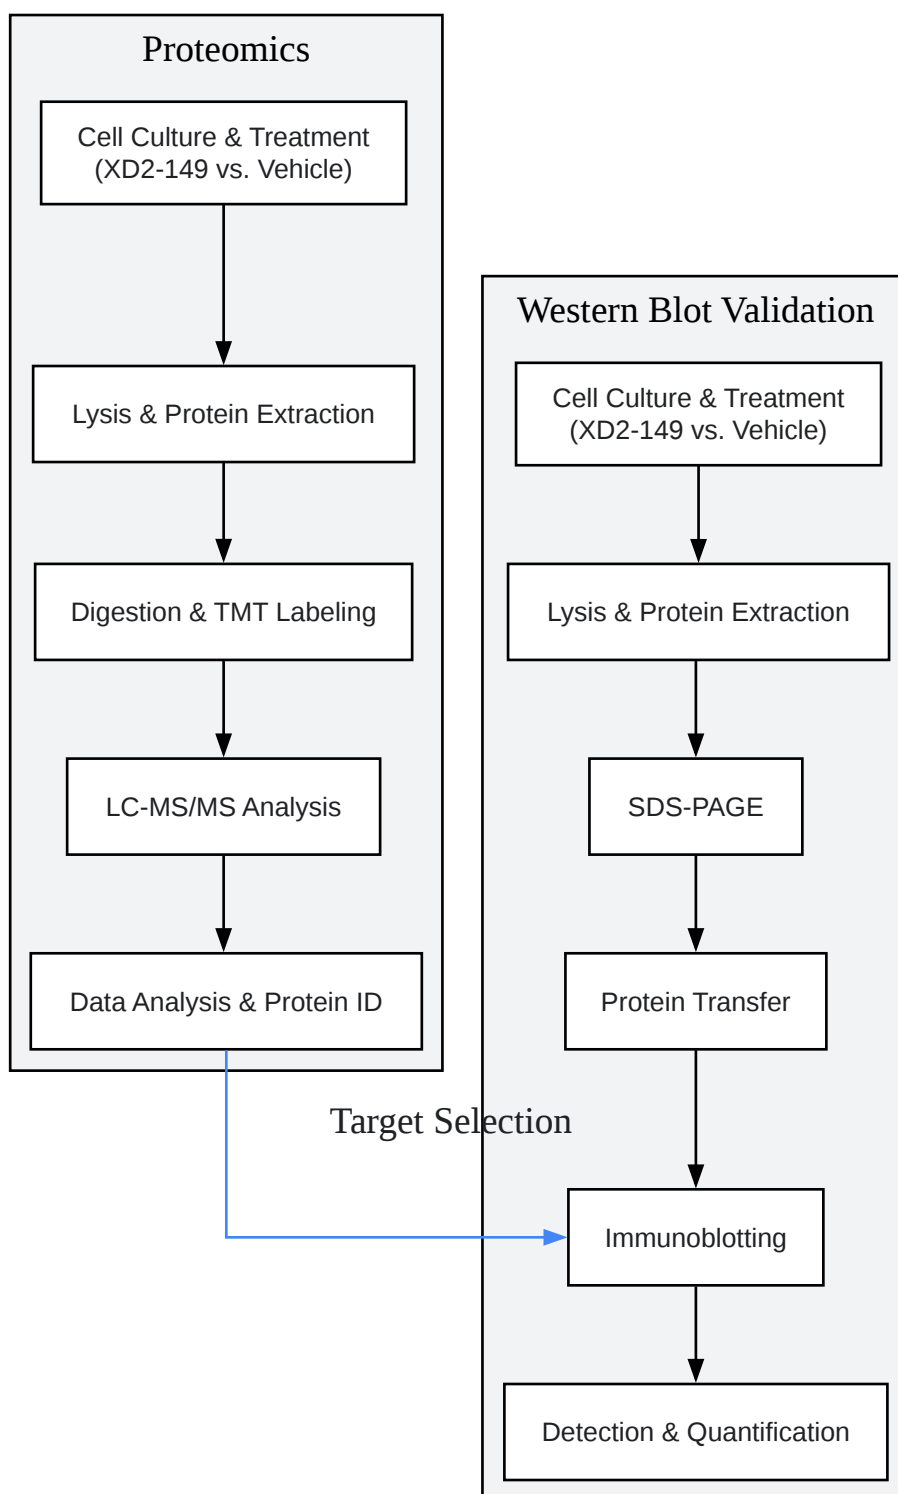 Proteomics
Cell Culture & Treatment
(XD2-149 vs. Vehicle)
Lysis & Protein Extraction
Digestion & TMT Labeling
LC-MS/MS Analysis
Data Analysis & Protein ID
Target Selection
Western Blot Validation
Cell Culture & Treatment
(XD2-149 vs. Vehicle)
Lysis & Protein Extraction
SDS-PAGE
Protein Transfer
Immunoblotting
Detection & Quantification